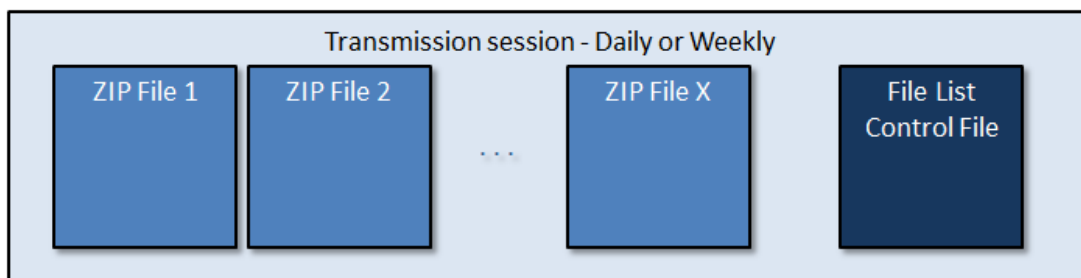 Transmission session - Daily or Weekly
ZIP File 1
ZIP File 2
...
ZIP File X
File List
Control File